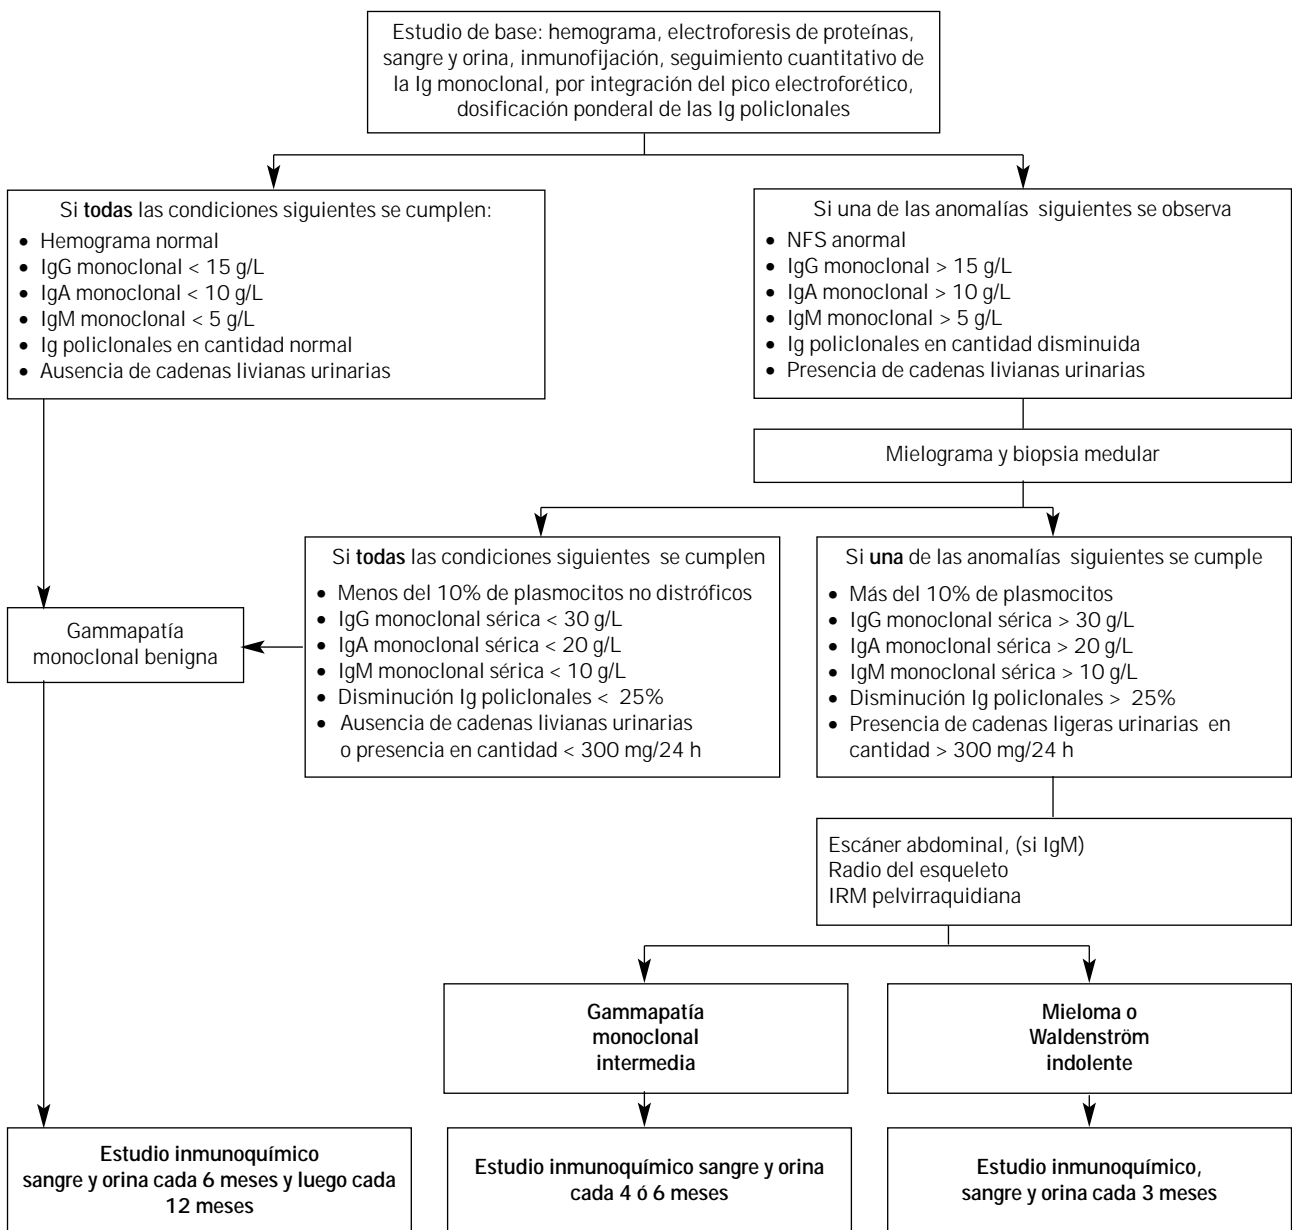 Estudio de base: hemograma, electroforesis de proteínas,
sangre y orina, inmunofijación, seguimiento cuantitativo de
la Ig monoclonal, por integración del pico electroforético,
dosificación ponderal de las Ig policlonales
Si todas las condiciones siguientes se cumplen:
• Hemograma normal
• IgG monoclonal < 15 g/L
• IgA monoclonal < 10 g/L
• IgM monoclonal < 5 g/L
• Ig policlonales en cantidad normal
• Ausencia de cadenas livianas urinarias
Si una de las anomalías siguientes se observa
• NFS anormal
• IgG monoclonal > 15 g/L
• IgA monoclonal > 10 g/L
• IgM monoclonal > 5 g/L
• Ig policlonales en cantidad disminuida
• Presencia de cadenas livianas urinarias
Mielograma y biopsia medular
Si todas las condiciones siguientes se cumplen
• Menos del 10% de plasmocitos no distróficos
• IgG monoclonal sérica < 30 g/L
• IgA monoclonal sérica < 20 g/L
• IgM monoclonal sérica < 10 g/L
• Disminución Ig policlonales < 25%
• Ausencia de cadenas livianas urinarias
o presencia en cantidad < 300 mg/24 h
Si una de las anomalías siguientes se cumple
• Más del 10% de plasmocitos
• IgG monoclonal sérica > 30 g/L
• IgA monoclonal sérica > 20 g/L
• IgM monoclonal sérica > 10 g/L
• Disminución Ig policlonales > 25%
• Presencia de cadenas ligeras urinarias en
cantidad > 300 mg/24 h
Gammapatía
monoclonal benigna
Escáner abdominal, (si IgM)
Radio del esqueleto
IRM pelvirraquidiana
Gammapatía
monoclonal
intermedia
Mieloma o
Waldenström
indolente
Estudio inmunoquímico
sangre y orina cada 6 meses y luego cada
12 meses
Estudio inmunoquímico sangre y orina
cada 4 ó 6 meses
Estudio inmunoquímico,
sangre y orina cada 3 meses